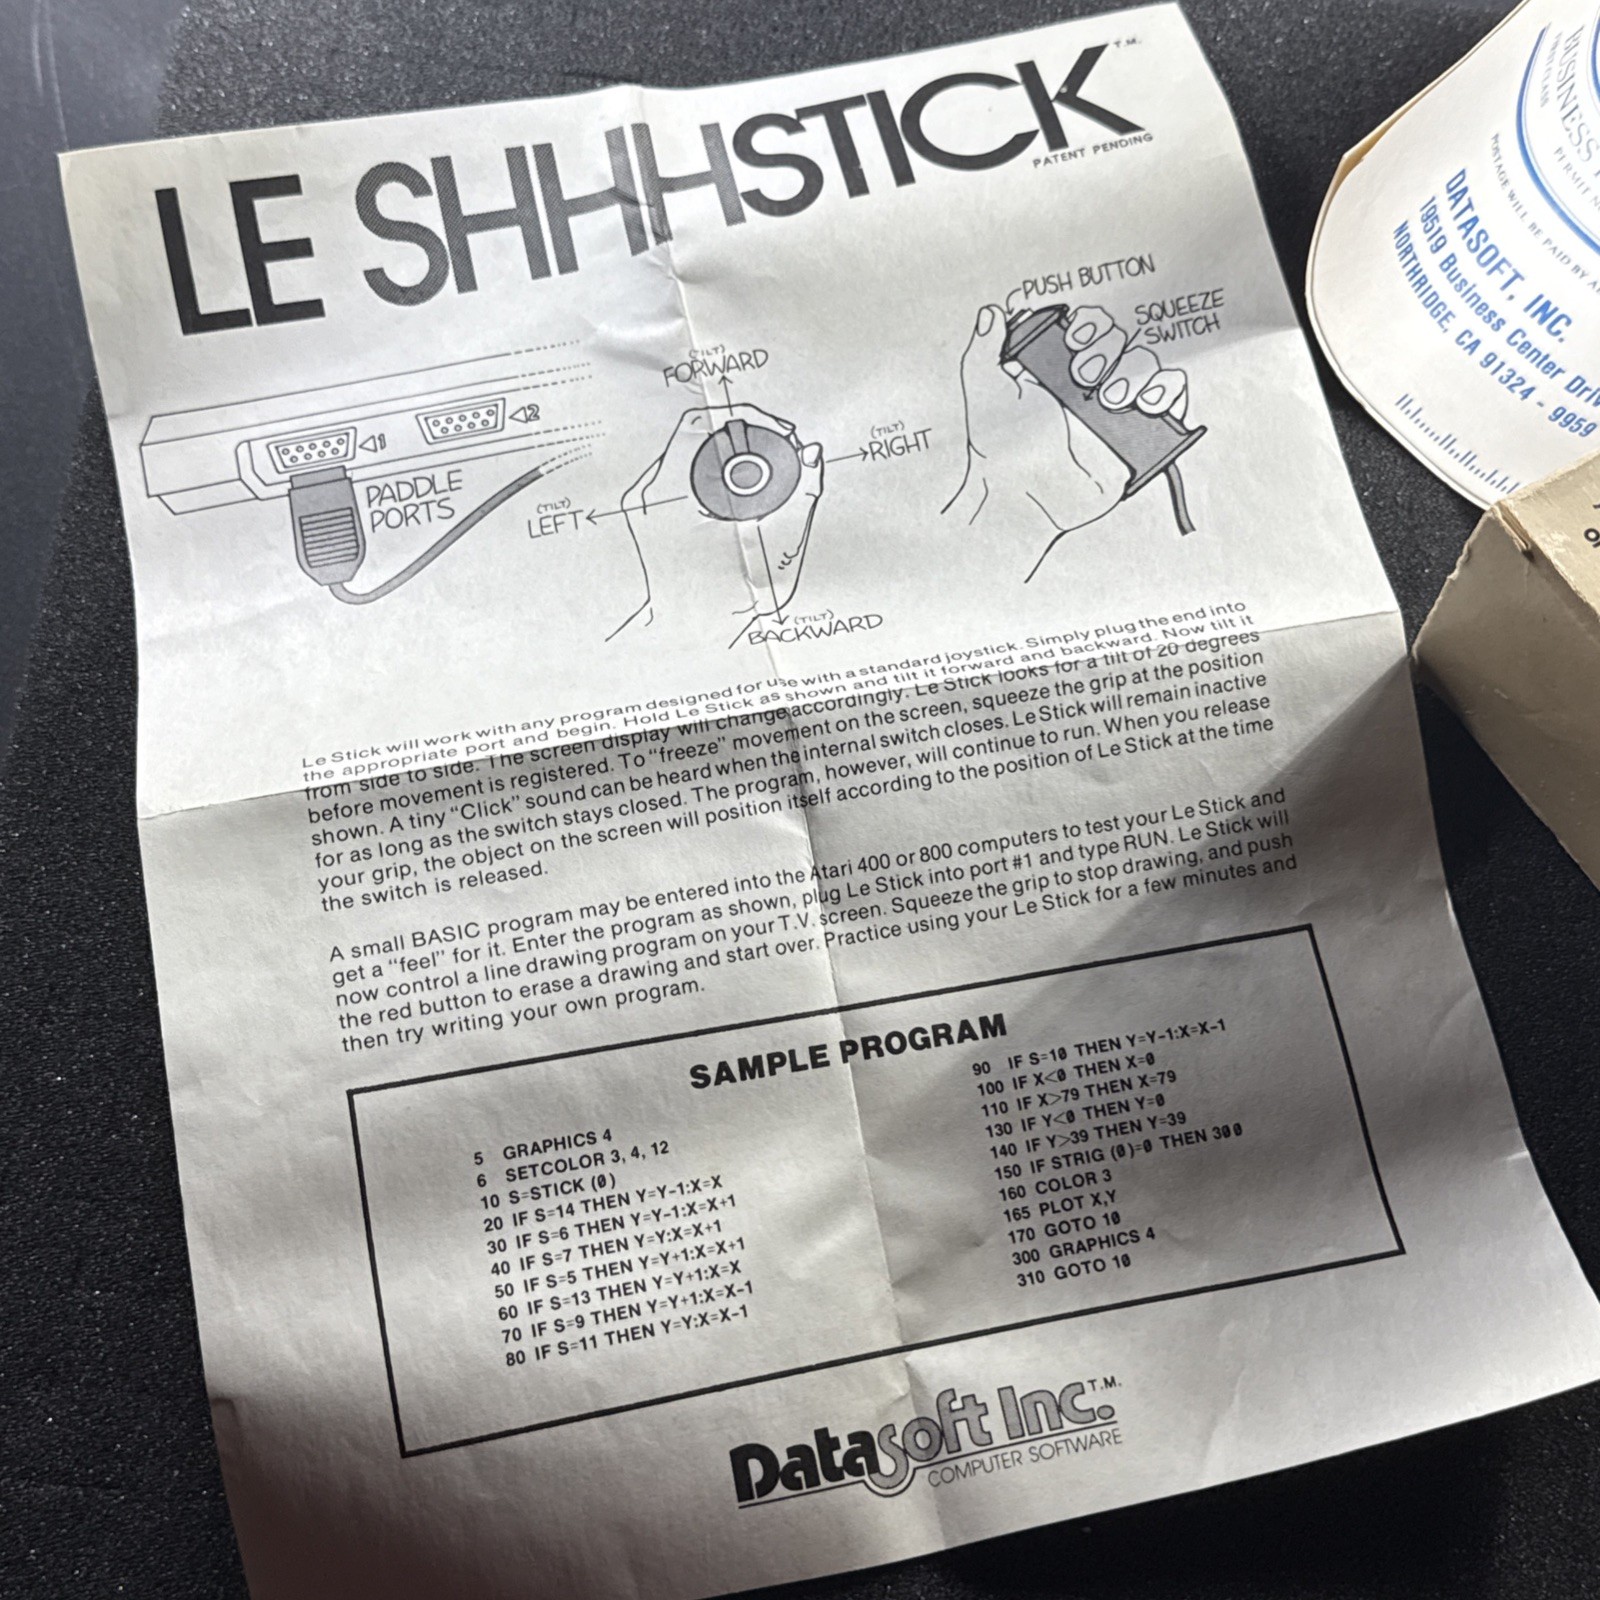 LE SHHHSTICK T.M.
PATENT PENDING
PUSH BUTTON
SQUEEZE
SWITCH
(TILT)
FORWARD
◁1
◁2
PADDLE
PORTS
(TILT)
RIGHT
(TILT)
LEFT
(TILT)
BACKWARD
Le Stick will work with any program designed for use with a standard joystick. Simply plug the end into
the appropriate port and begin. Hold Le Stick as shown and tilt it forward and backward. Now tilt it
from side to side. The screen display will change accordingly. Le Stick looks for a tilt of 20 degrees
before movement is registered. To "freeze" movement on the screen, squeeze the grip at the position
shown. A tiny "Click" sound can be heard when the internal switch closes. Le Stick will remain inactive
for as long as the switch stays closed. The program, however, will continue to run. When you release
your grip, the object on the screen will position itself according to the position of Le Stick at the time
the switch is released.
A small BASIC program may be entered into the Atari 400 or 800 computers to test your Le Stick and
get a "feel" for it. Enter the program as shown, plug Le Stick into port #1 and type RUN. Le Stick will
now control a line drawing program on your T.V. screen. Squeeze the grip to stop drawing, and push
the red button to erase a drawing and start over. Practice using your Le Stick for a few minutes and
then try writing your own program.
SAMPLE PROGRAM
5 GRAPHICS 4
6 SETCOLOR 3, 4, 12
10 S=STICK (0)
20 IF S=14 THEN Y=Y-1:X=X
30 IF S=6 THEN Y=Y-1:X=X+1
40 IF S=7 THEN Y=Y:X=X+1
50 IF S=5 THEN Y=Y+1:X=X+1
60 IF S=13 THEN Y=Y+1:X=X
70 IF S=9 THEN Y=Y+1:X=X-1
80 IF S=11 THEN Y=Y:X=X-1
90 IF S=10 THEN Y=Y-1:X=X-1
100 IF X<0 THEN X=0
110 IF X>79 THEN X=79
130 IF Y<0 THEN Y=0
140 IF Y>39 THEN Y=39
150 IF STRIG (0)=0 THEN 300
160 COLOR 3
165 PLOT X,Y
170 GOTO 10
300 GRAPHICS 4
310 GOTO 10
Datasoft Inc. T.M.
COMPUTER SOFTWARE
BUSINESS
FIRST CLASS
PERMIT
POSTAGE WILL BE PAID BY
DATASOFT, INC.
19519 Business Center
NORTHRIDGE, CA 91324 - 9959